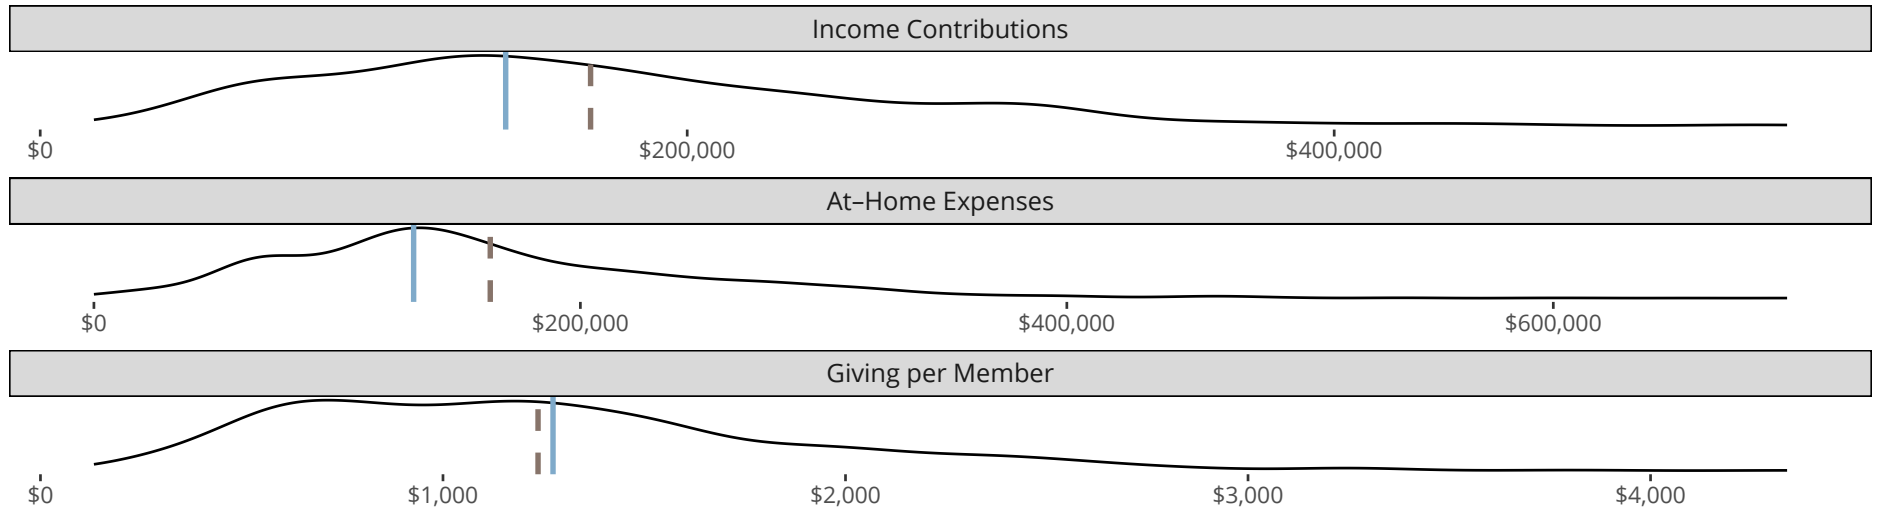 Income Contributions
$0 $200,000 $400,000
At–Home Expenses
$0 $200,000 $400,000 $600,000
Giving per Member
$0 $1,000 $2,000 $3,000 $4,000